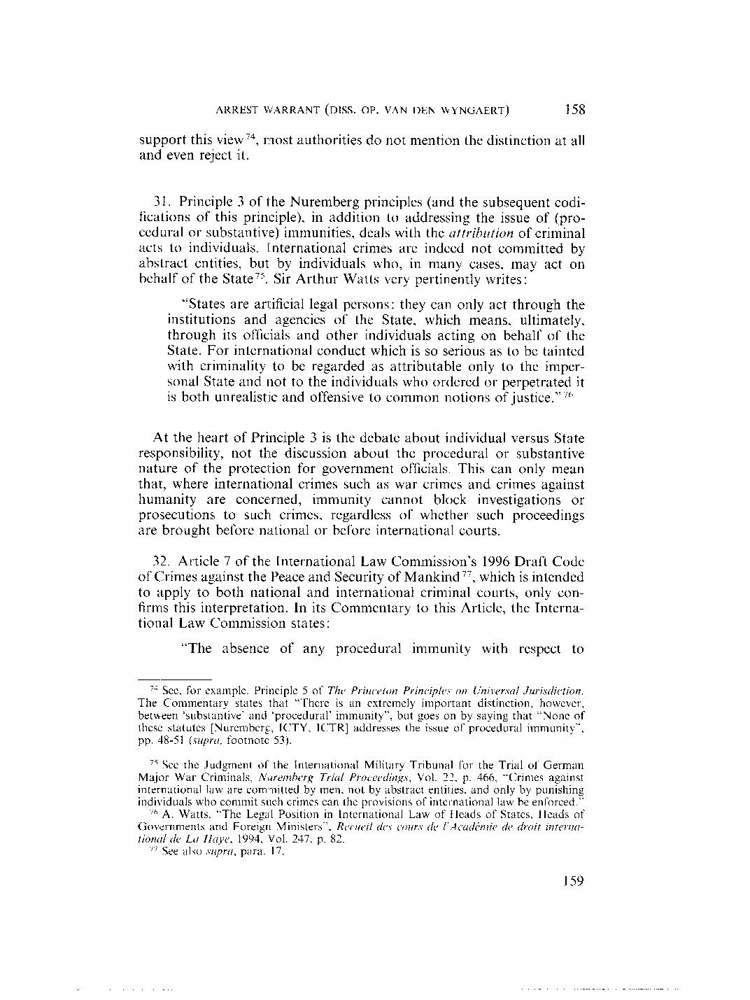 ARREST WARRANT (DISS. OP. VAN DEN WYNGAERT) 158
support this view 74, most authorities do not mention the distinction at all
and even reject it.
31. Principle 3 of the Nuremberg principles (and the subsequent codi-
fications of this principle), in addition to addressing the issue of (pro-
cedural or substantive) immunities, deals with the attribution of criminal
acts to individuals. International crimes are indeed not committed by
abstract entities, but by individuals who, in many cases, may act on
behalf of the State 75. Sir Arthur Watts very pertinently writes:
"States are artificial legal persons: they can only act through the
institutions and agencies of the State, which means, ultimately,
through its officials and other individuals acting on behalf of the
State. For international conduct which is so serious as to be tainted
with criminality to be regarded as attributable only to the imper-
sonal State and not to the individuals who ordered or perpetrated it
is both unrealistic and offensive to common notions of justice." 76
At the heart of Principle 3 is the debate about individual versus State
responsibility, not the discussion about the procedural or substantive
nature of the protection for government officials. This can only mean
that, where international crimes such as war crimes and crimes against
humanity are concerned, immunity cannot block investigations or
prosecutions to such crimes, regardless of whether such proceedings
are brought before national or before international courts.
32. Article 7 of the International Law Commission's 1996 Draft Code
of Crimes against the Peace and Security of Mankind 77, which is intended
to apply to both national and international criminal courts, only con-
firms this interpretation. In its Commentary to this Article, the Interna-
tional Law Commission states:
"The absence of any procedural immunity with respect to
74 See, for example, Principle 5 of The Princeton Principles on Universal Jurisdiction.
The Commentary states that "There is an extremely important distinction, however,
between 'substantive' and 'procedural' immunity", but goes on by saying that "None of
these statutes [Nuremberg, ICTY, ICTR] addresses the issue of procedural immunity",
pp. 48-51 (supra, footnote 53).
75 See the Judgment of the International Military Tribunal for the Trial of German
Major War Criminals, Nuremberg Trial Proceedings, Vol. 22, p. 466, "Crimes against
international law are committed by men, not by abstract entities, and only by punishing
individuals who commit such crimes can the provisions of international law be enforced."
76 A. Watts, "The Legal Position in International Law of Heads of States, Heads of
Governments and Foreign Ministers", Recueil des cours de l'Académie de droit interna-
tional de La Haye, 1994, Vol. 247, p. 82.
77 See also supra, para. 17.
159